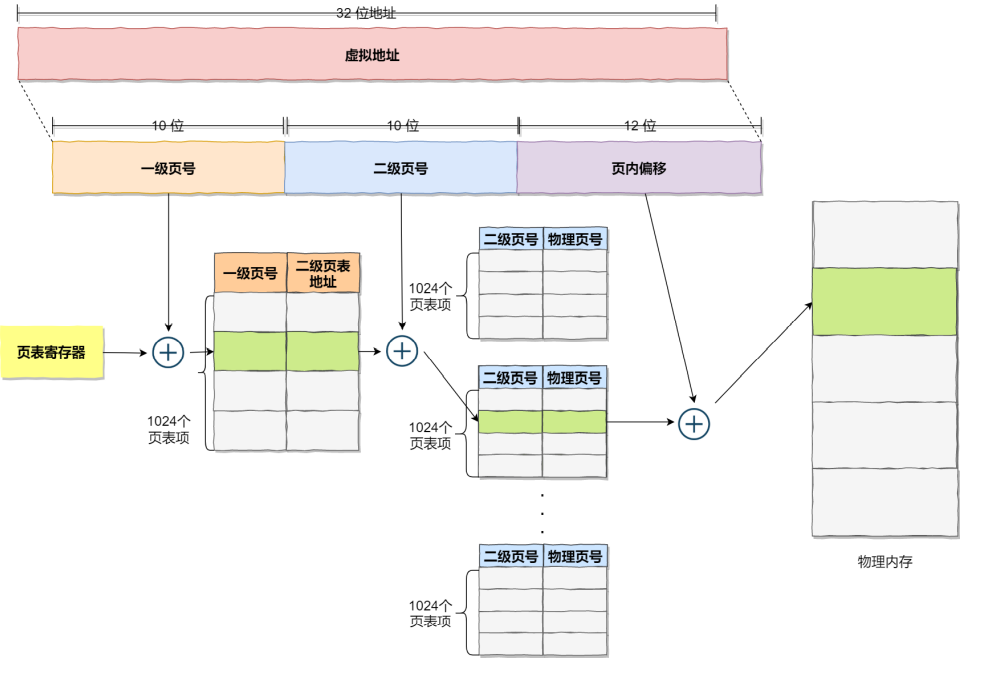 32 位地址
虚拟地址
10 位
10 位
12 位
一级页号
二级页号
页内偏移
二级页号
物理页号
一级页号
二级页表
地址
1024个
页表项
页表寄存器
二级页号
物理页号
1024个
页表项
1024个
页表项
.
.
.
二级页号
物理页号
物理内存
1024个
页表项